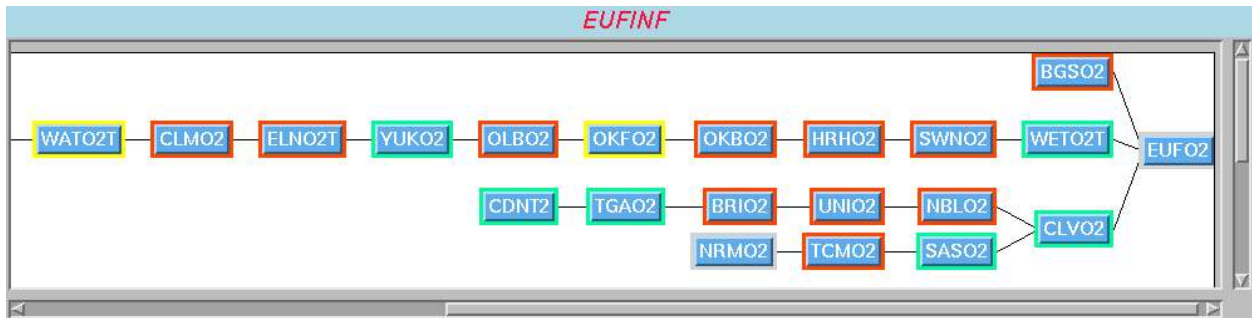 EUFINF
BGSO2
WATO2T CLMO2 ELNO2T YUKO2 OLBO2 OKFO2 OKBO2 HRHO2 SWNO2 WETO2T EUFO2
CDNT2 TGAO2 BRIO2 UNIO2 NBLO2 CLVO2
NRMO2 TCMO2 SASO2